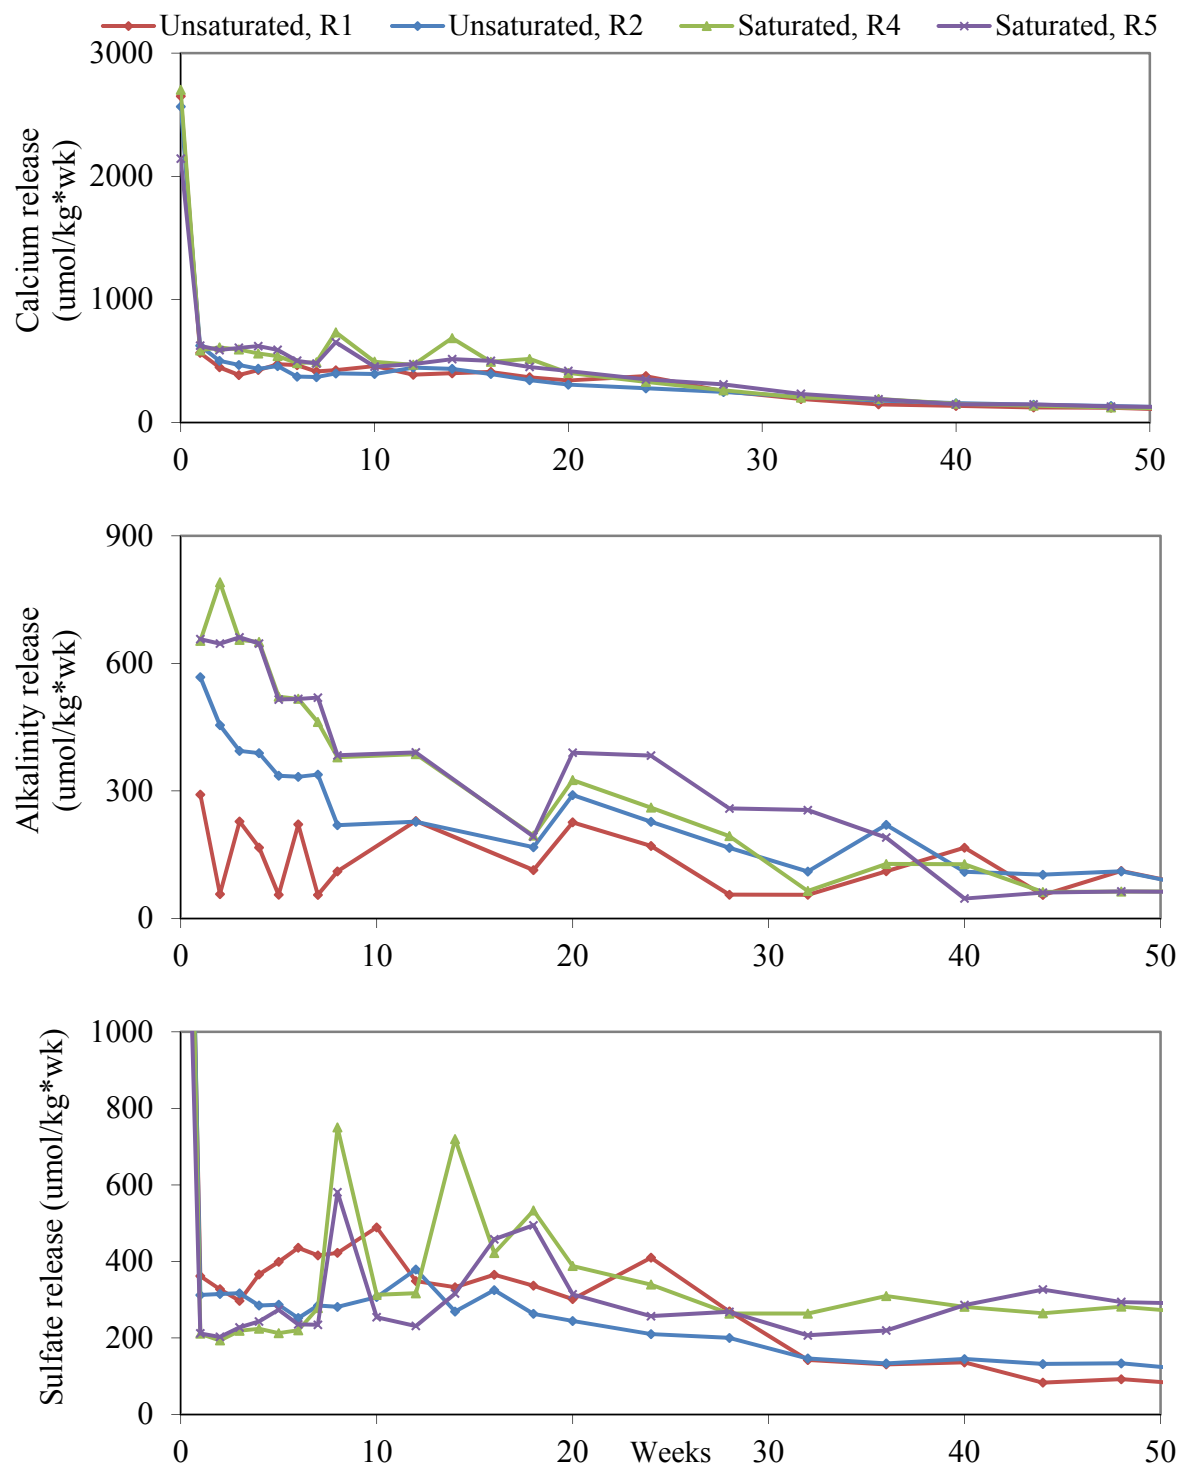 Unsaturated, R1 Unsaturated, R2 Saturated, R4 Saturated, R5
Calcium release
(umol/kg*wk)
3000
2000
1000
0
0 10 20 30 40 50
Alkalinity release
(umol/kg*wk)
900
600
300
0
0 10 20 30 40 50
Sulfate release (umol/kg*wk)
1000
800
600
400
200
0
0 10 20 30 40 50
Weeks